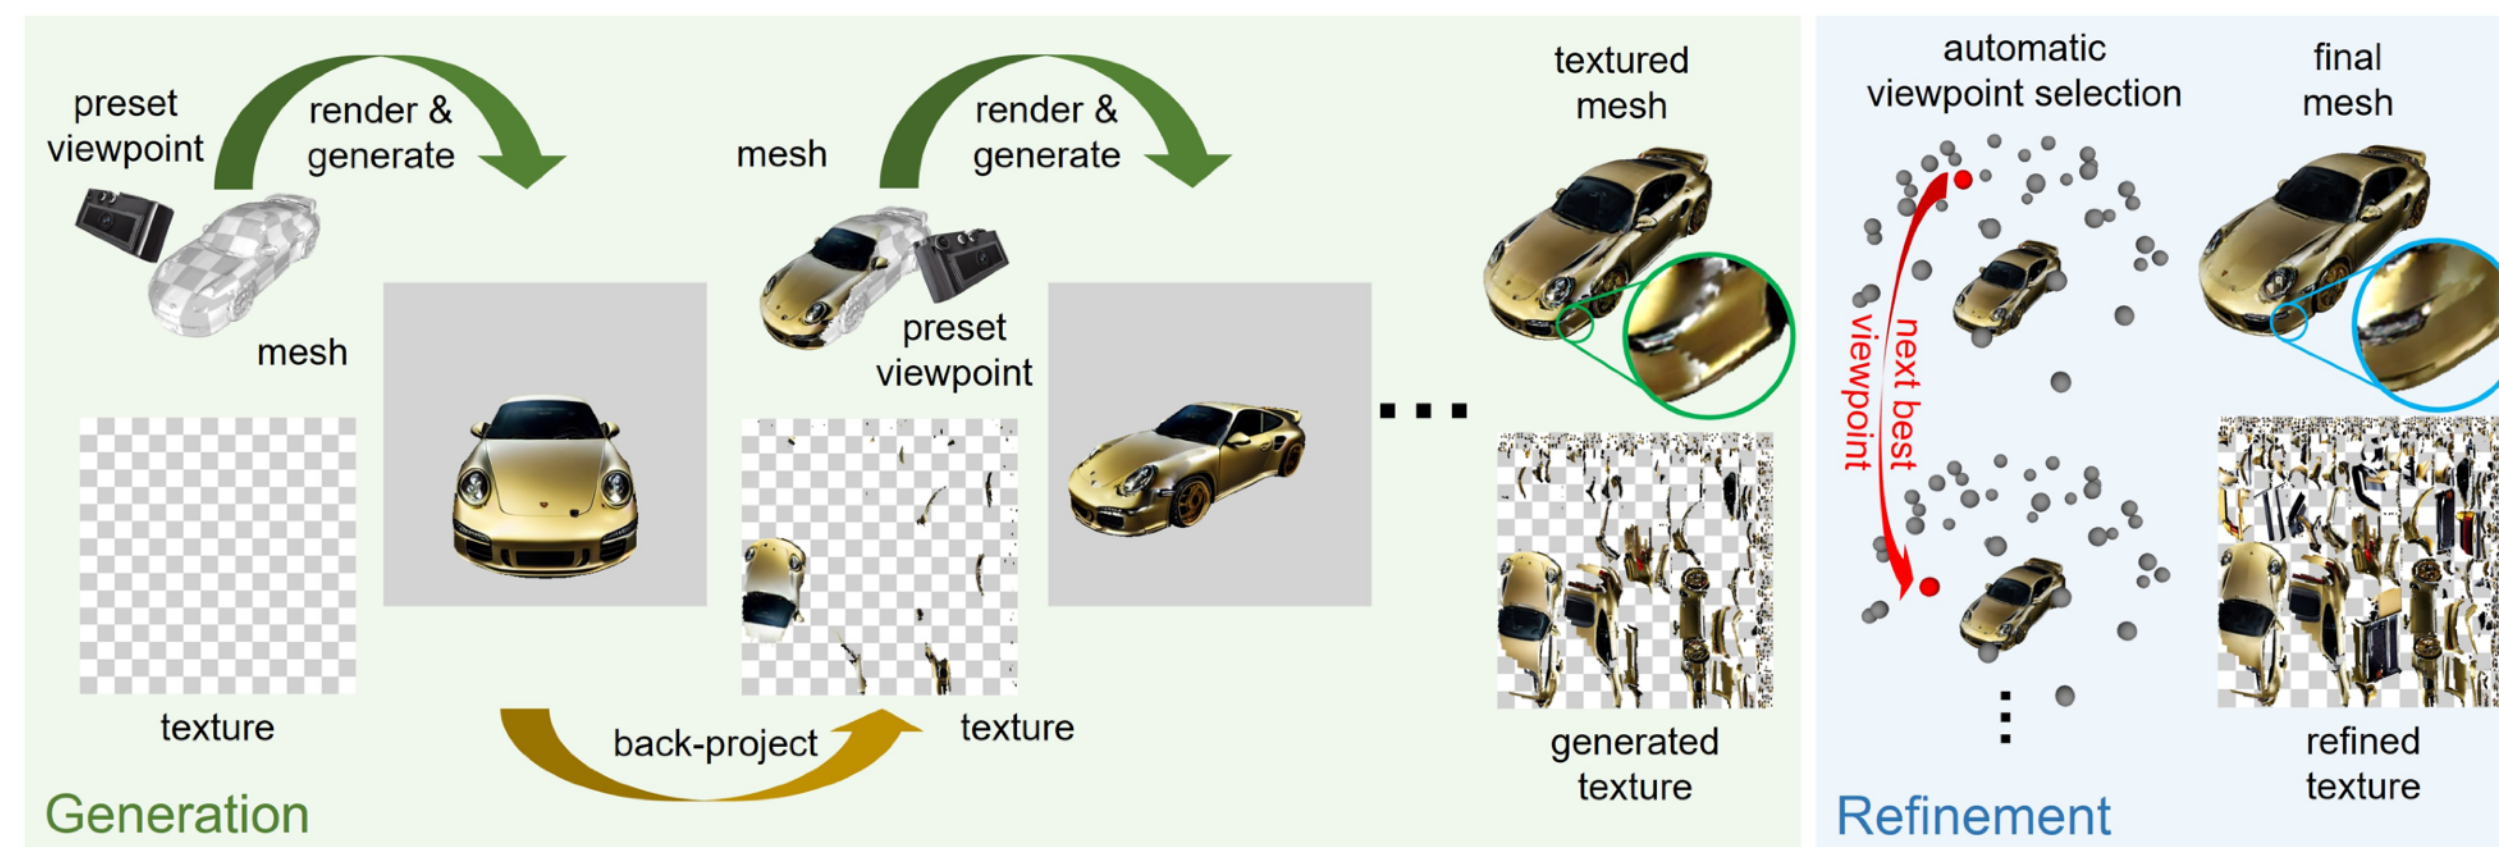 preset
viewpoint
render &
generate
mesh
texture
back-project
mesh
render &
generate
preset
viewpoint
texture
textured
mesh
generated
texture
Generation
automatic
viewpoint selection
next best
viewpoint
final
mesh
refined
texture
Refinement